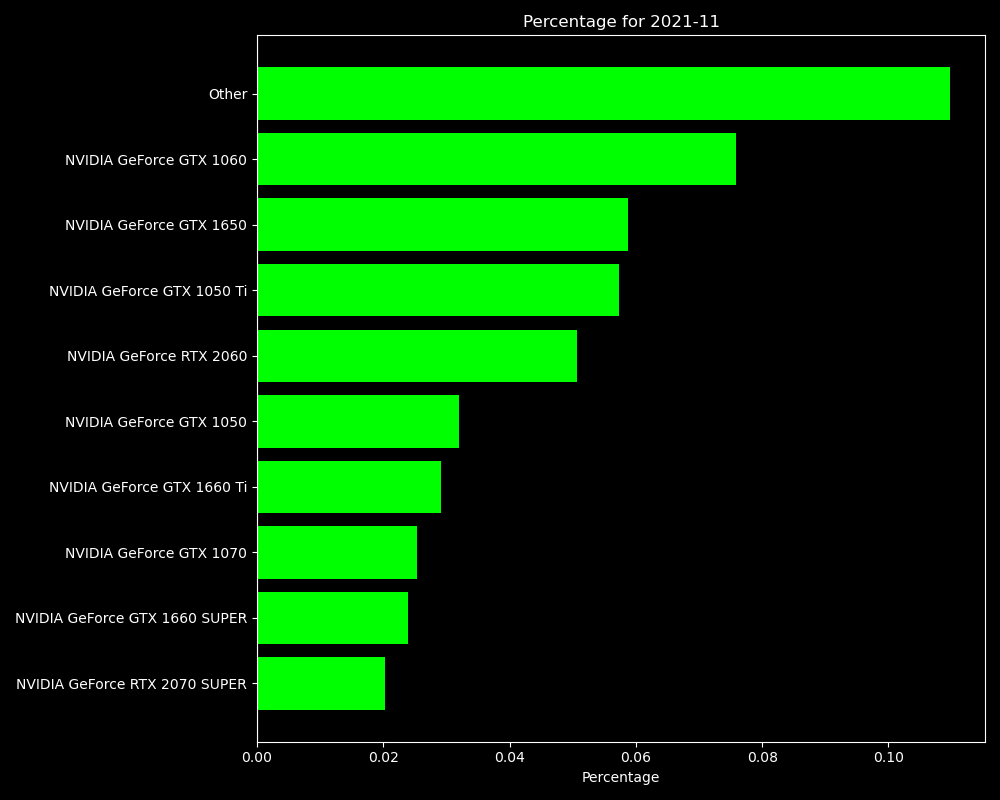 Percentage for 2021-11
Other
NVIDIA GeForce GTX 1060
NVIDIA GeForce GTX 1650
NVIDIA GeForce GTX 1050 Ti
NVIDIA GeForce RTX 2060
NVIDIA GeForce GTX 1050
NVIDIA GeForce GTX 1660 Ti
NVIDIA GeForce GTX 1070
NVIDIA GeForce GTX 1660 SUPER
NVIDIA GeForce RTX 2070 SUPER
0.00 0.02 0.04 0.06 0.08 0.10
Percentage